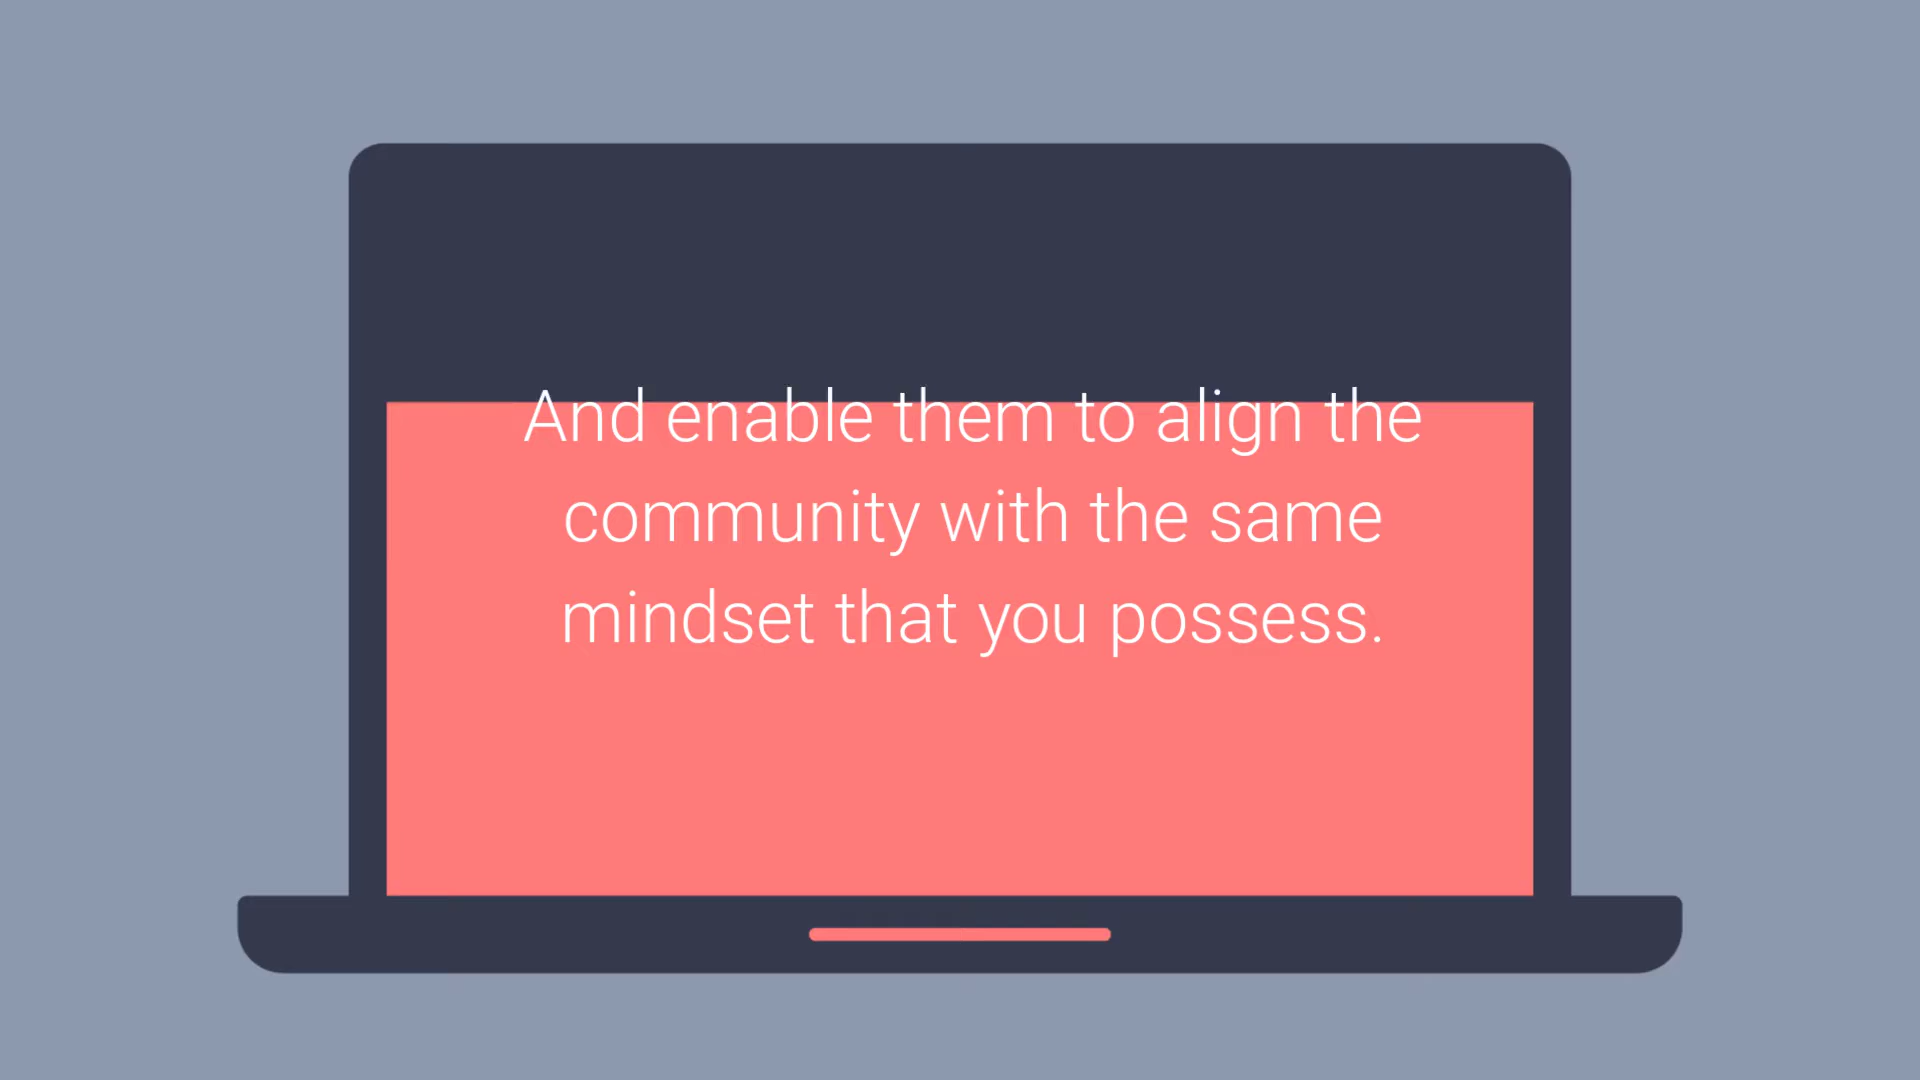 And enable them to align the
community with the same
mindset that you possess.